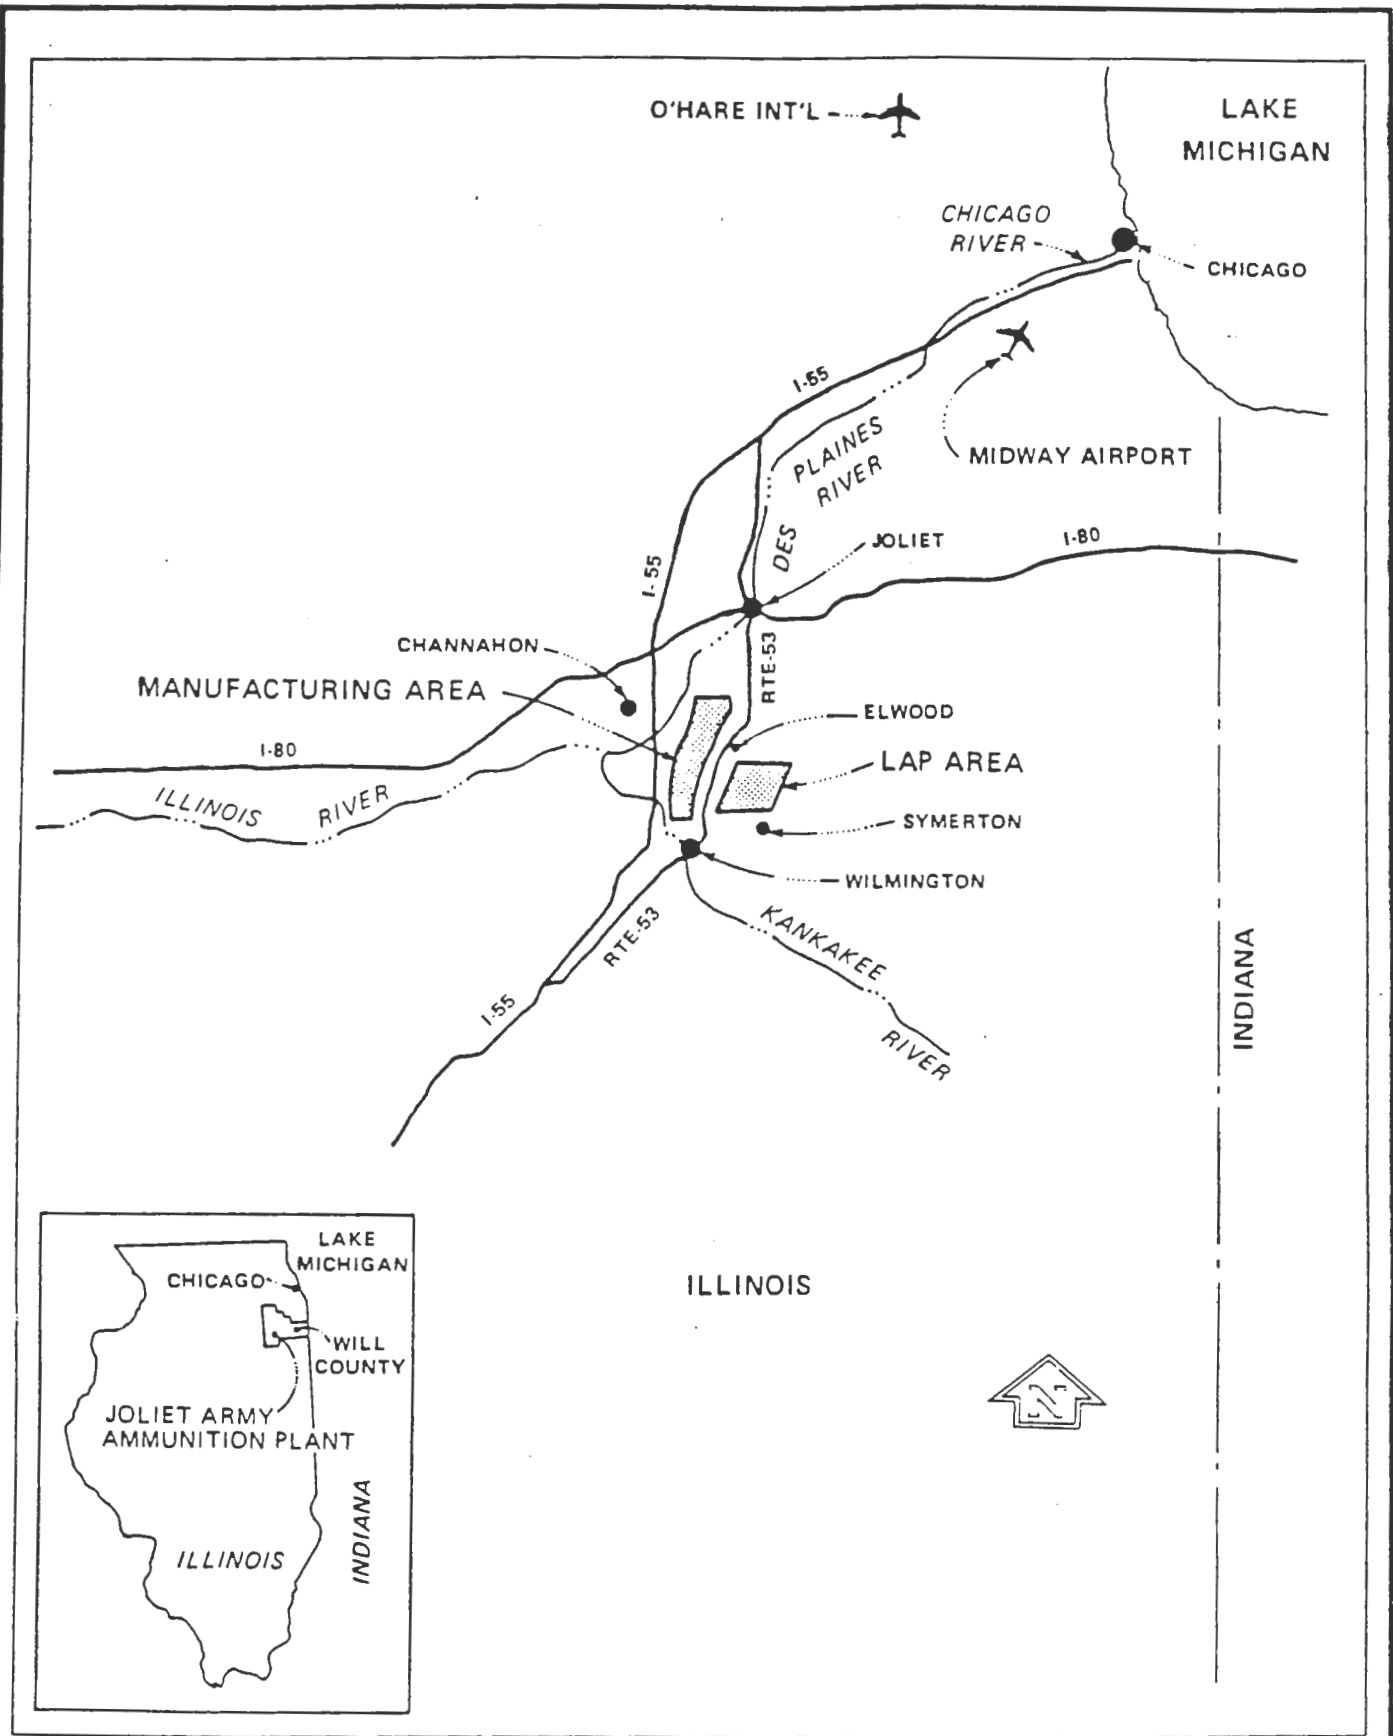 O'HARE INT'L
LAKE
MICHIGAN
CHICAGO
RIVER
CHICAGO
I-55
PLAINES
RIVER
DES
MIDWAY AIRPORT
JOLIET
I-80
I-55
CHANNAHON
MANUFACTURING AREA
RTE-53
ELWOOD
I-80
LAP AREA
ILLINOIS
RIVER
SYMERTON
WILMINGTON
RTE-53
KANKAKEE
RIVER
I-55
INDIANA
ILLINOIS
N
LAKE
MICHIGAN
CHICAGO
WILL
COUNTY
JOLIET ARMY
AMMUNITION PLANT
INDIANA
ILLINOIS